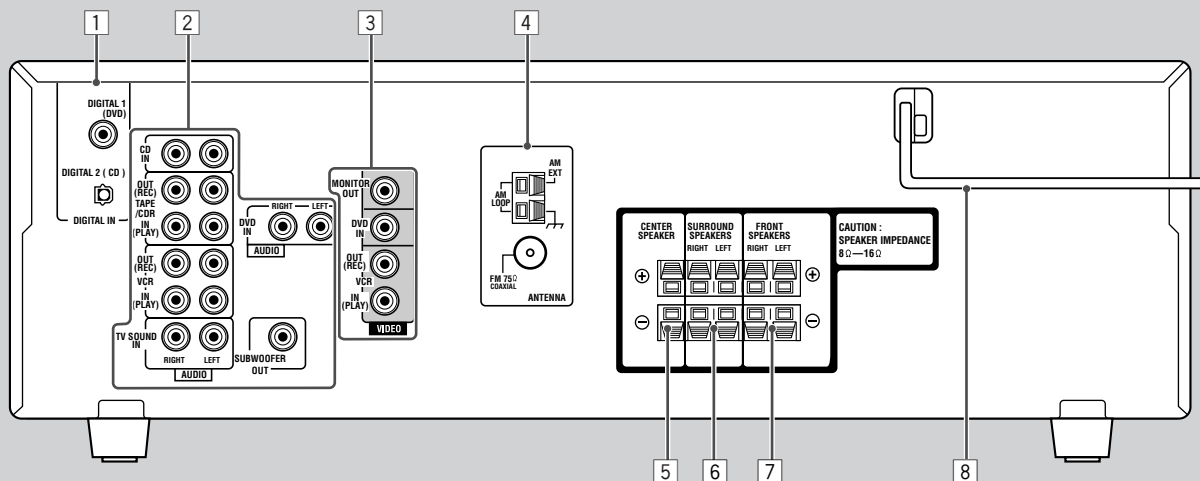 1
2
3
4
DIGITAL 1
(DVD)
DIGITAL 2 ( CD )
DIGITAL IN
CD
IN
OUT
(REC)
TAPE
/CDR
IN
(PLAY)
OUT
(REC)
VCR
IN
(PLAY)
TV SOUND
IN
RIGHT
LEFT
AUDIO
RIGHT
LEFT
DVD
IN
AUDIO
SUBWOOFER
OUT
MONITOR
OUT
DVD
IN
OUT
(REC)
VCR
IN
(PLAY)
VIDEO
AM
EXT
AM
LOOP
FM 75Ω
COAXIAL
ANTENNA
CENTER
SPEAKER
SURROUND
SPEAKERS
RIGHT LEFT
FRONT
SPEAKERS
RIGHT LEFT
CAUTION :
SPEAKER IMPEDANCE
8Ω—16Ω
+
+
−
−
5
6
7
8